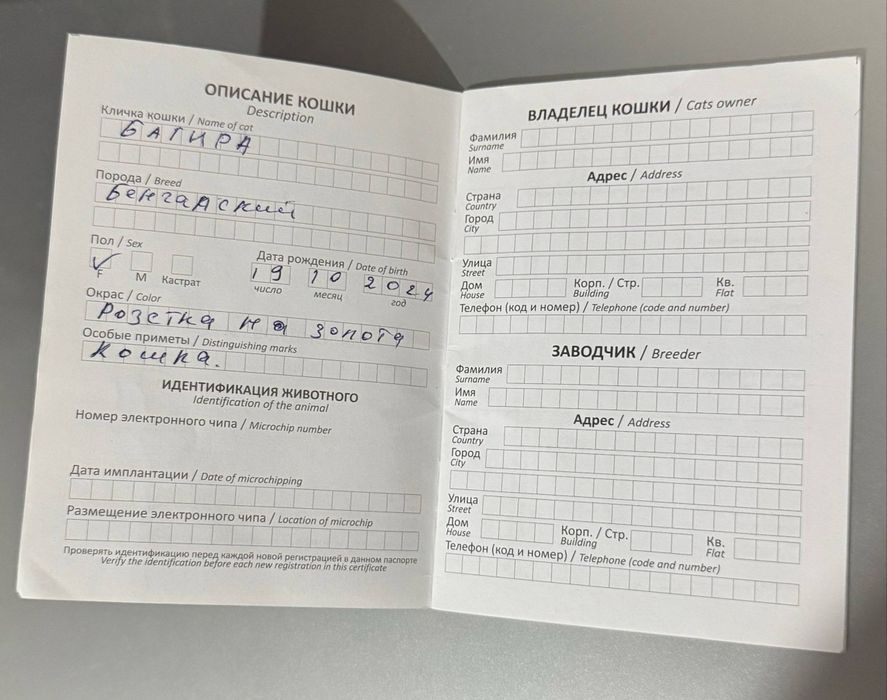 ОПИСАНИЕ КОШКИ
Description
Кличка кошки / Name of cat
БАГИРА
Порода / Breed
Бенгалский
Пол / Sex
F
M
Кастрат
Дата рождения / Date of birth
19 10 2024
число
месяц
год
Окрас / Color
Розетка на золоте
Особые приметы / Distinguishing marks
Кошка.
ИДЕНТИФИКАЦИЯ ЖИВОТНОГО
Identification of the animal
Номер электронного чипа / Microchip number
Дата имплантации / Date of microchipping
Размещение электронного чипа / Location of microchip
Проверять идентификацию перед каждой новой регистрацией в данном паспорте
Verify the identification before each new registration in this certificate
ВЛАДЕЛЕЦ КОШКИ / Cats owner
Фамилия
Surname
Имя
Name
Адрес / Address
Страна
Country
Город
City
Улица
Street
Дом
House
Корп. / Стр.
Building
Кв.
Flat
Телефон (код и номер) / Telephone (code and number)
ЗАВОДЧИК / Breeder
Фамилия
Surname
Имя
Name
Адрес / Address
Страна
Country
Город
City
Улица
Street
Дом
House
Корп. / Стр.
Building
Кв.
Flat
Телефон (код и номер) / Telephone (code and number)